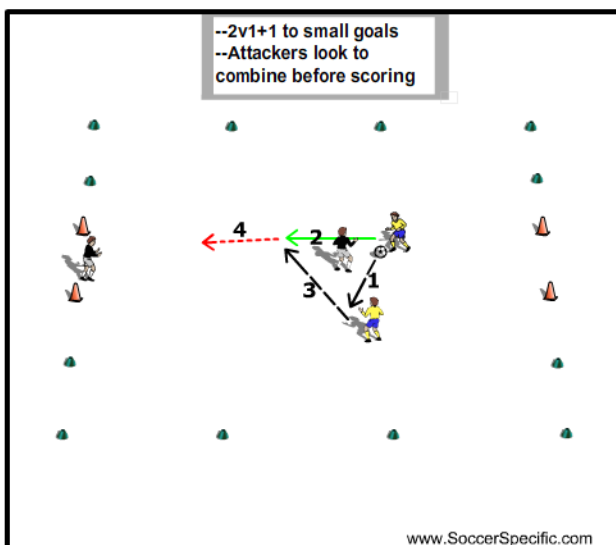 --2v1+1 to small goals
--Attackers look to
combine before scoring
4
2
1
3
www.SoccerSpecific.com